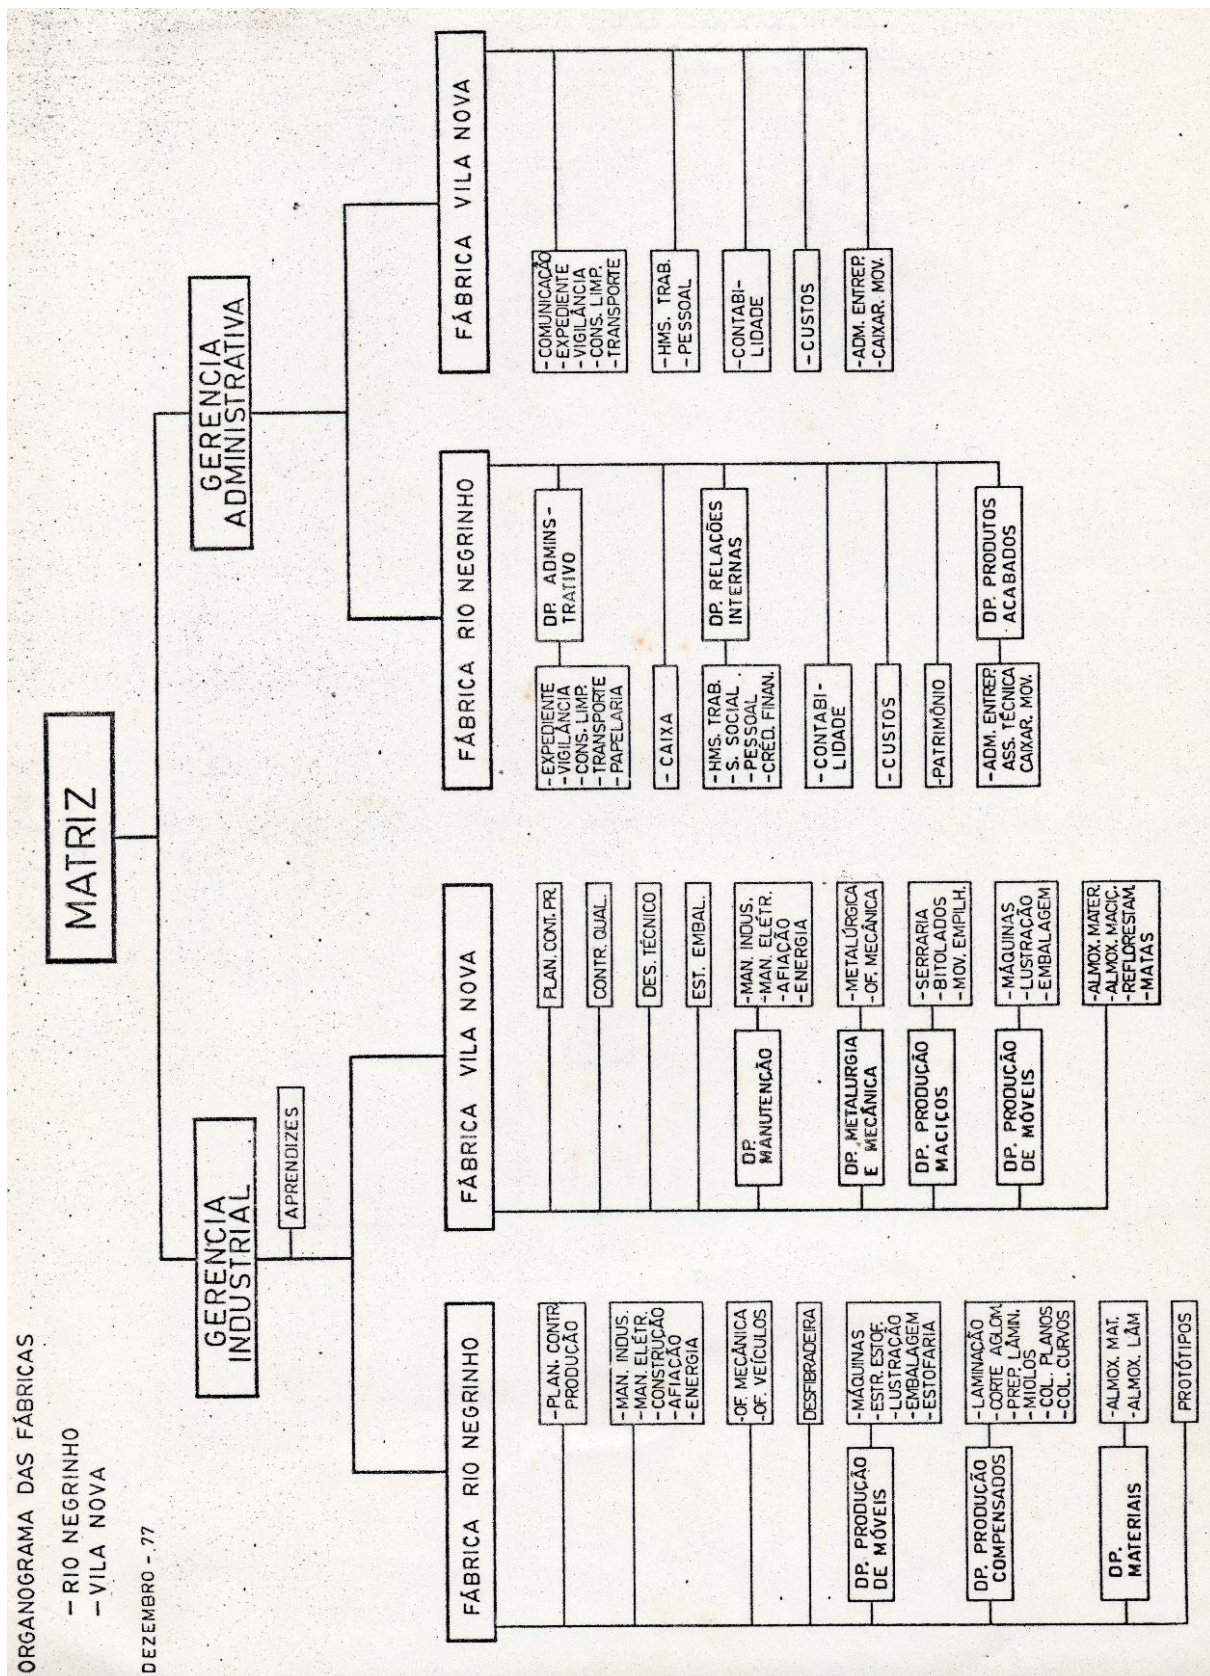 ORGANOGRAMA DAS FÁBRICAS
– RIO NEGRINHO
– VILA NOVA
DEZEMBRO - 77
MATRIZ
GERENCIA
INDUSTRIAL
APRENDIZES
GERENCIA
ADMINISTRATIVA
FÁBRICA RIO NEGRINHO
- PLAN. CONTR
PRODUÇÃO
- MAN. INDUS.
- MAN. ELÉTR.
- CONSTRUÇÃO
- AFIAÇÃO
- ENERGIA
- OF. MECÂNICA
- OF. VEÍCULOS
DESFIBRADEIRA
DP. PRODUÇÃO
DE MÓVEIS
- MÁQUINAS
- ESTR. ESTOF.
- LUSTRAÇÃO
- EMBALAGEM
- ESTOFARIA
DP. PRODUÇÃO
COMPENSADOS
- LAMINAÇÃO
- CORTE AGLOM.
- PREP. LÂMIN.
- MIOLOS
- COL. PLANOS
- COL. CURVOS
DP.
MATERIAIS
- ALMOX. MAT.
- ALMOX. LÂM
PROTÓTIPOS
FÁBRICA VILA NOVA
PLAN. CONT. PR.
CONTR. QUAL.
DES. TÉCNICO
EST. EMBAL.
DP.
MANUTENÇÃO
- MAN. INDUS.
- MAN. ELÉTR.
- AFIAÇÃO
- ENERGIA
DP. METALURGIA
E MECÂNICA
- METALÚRGICA
- OF. MECÂNICA
DP. PRODUÇÃO
MACIÇOS
- SERRARIA
- BITOLADOS
- MOV. EMPILH.
DP. PRODUÇÃO
DE MÓVEIS
- MÁQUINAS
- LUSTRAÇÃO
- EMBALAGEM
- ALMOX. MATER.
- ALMOX. MACIÇ.
- REFLORESTAM.
- MATAS
FÁBRICA RIO NEGRINHO
DP. ADMINS-
TRATIVO
- EXPEDIENTE
- VIGILÂNCIA
- CONS. LIMP.
- TRANSPORTE
- PAPELARIA
- CAIXA
DP. RELAÇÕES
INTERNAS
- HMS. TRAB.
- S. SOCIAL .
- PESSOAL
- CRÉD. FINAN.
- CONTABI-
LIDADE
- CUSTOS
- PATRIMÔNIO
DP. PRODUTOS
ACABADOS
- ADM. ENTREP.
ASS. TÉCNICA
CAIXAR. MOV.
FÁBRICA VILA NOVA
- COMUNICAÇÃO
- EXPEDIENTE
- VIGILÂNCIA
- CONS. LIMP.
- TRANSPORTE
- HMS. TRAB.
- PESSOAL
- CONTABI-
LIDADE
- CUSTOS
- ADM. ENTREP.
- CAIXAR. MOV.